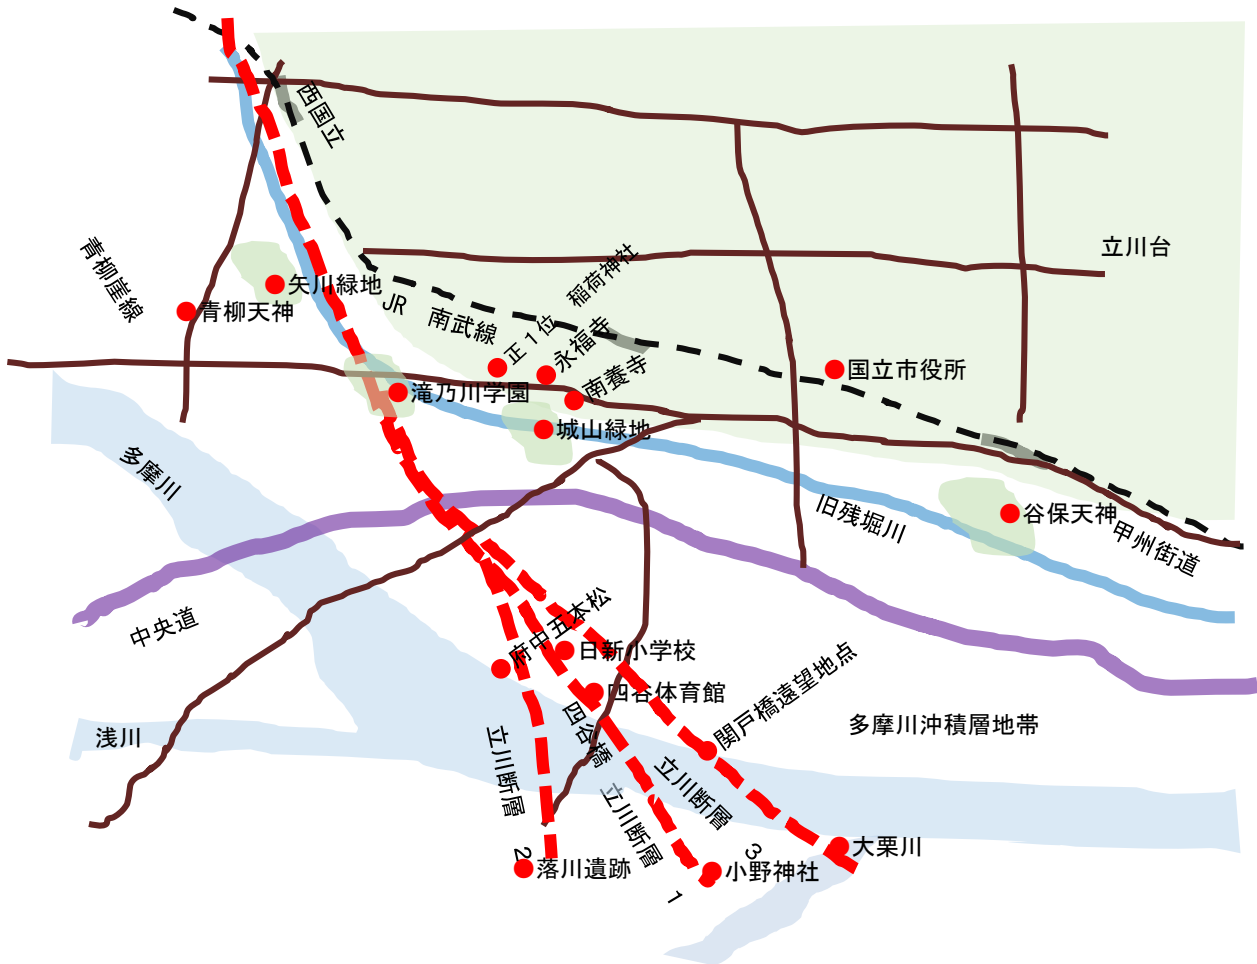 西国立
立川台
青柳崖線
稲荷神社
矢川緑地
青柳天神
JR 南武線
正1位
永福寺
南養寺
国立市役所
滝乃川学園
城山緑地
多摩川
旧残堀川
谷保天神
甲州街道
中央道
府中五本松
日新小学校
四谷体育館
関戸橋遠望地点
多摩川沖積層地帯
浅川
四谷橋
立川断層 2
立川断層 1
立川断層 3
大栗川
落川遺跡
小野神社